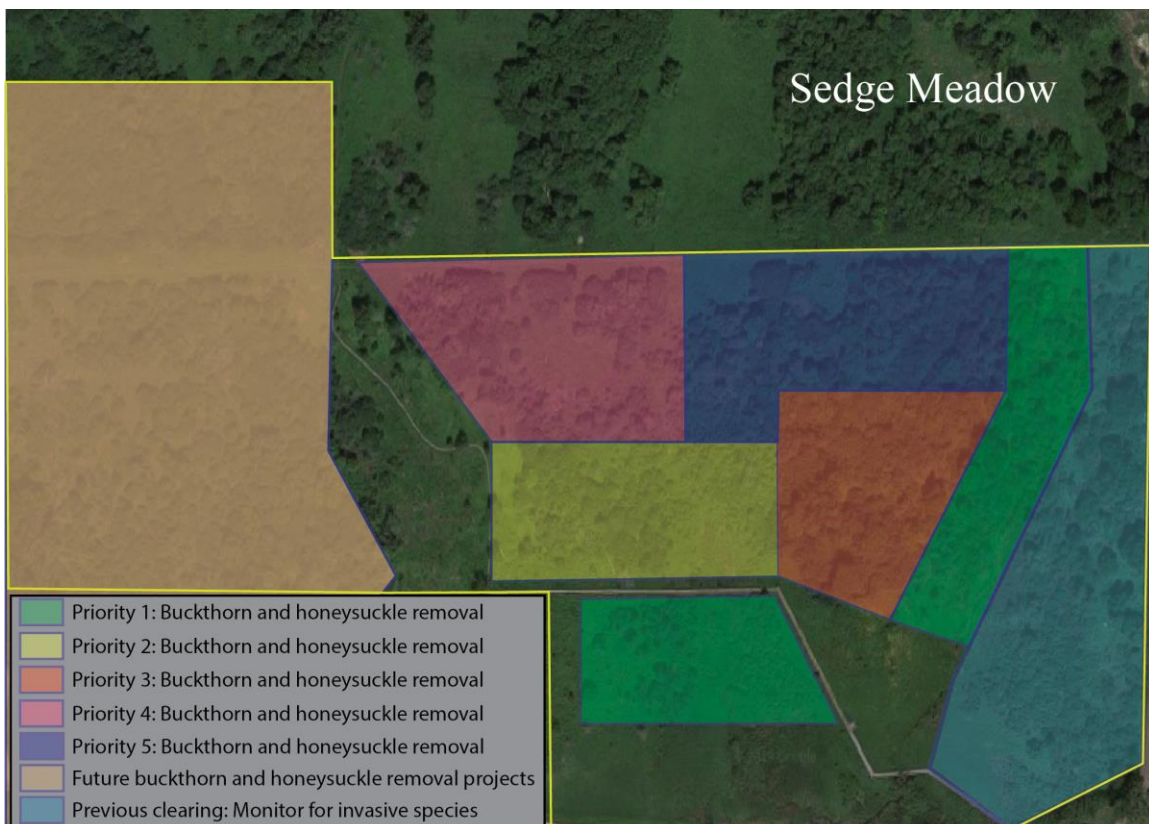 Sedge Meadow
Priority 1: Buckthorn and honeysuckle removal
Priority 2: Buckthorn and honeysuckle removal
Priority 3: Buckthorn and honeysuckle removal
Priority 4: Buckthorn and honeysuckle removal
Priority 5: Buckthorn and honeysuckle removal
Future buckthorn and honeysuckle removal projects
Previous clearing: Monitor for invasive species